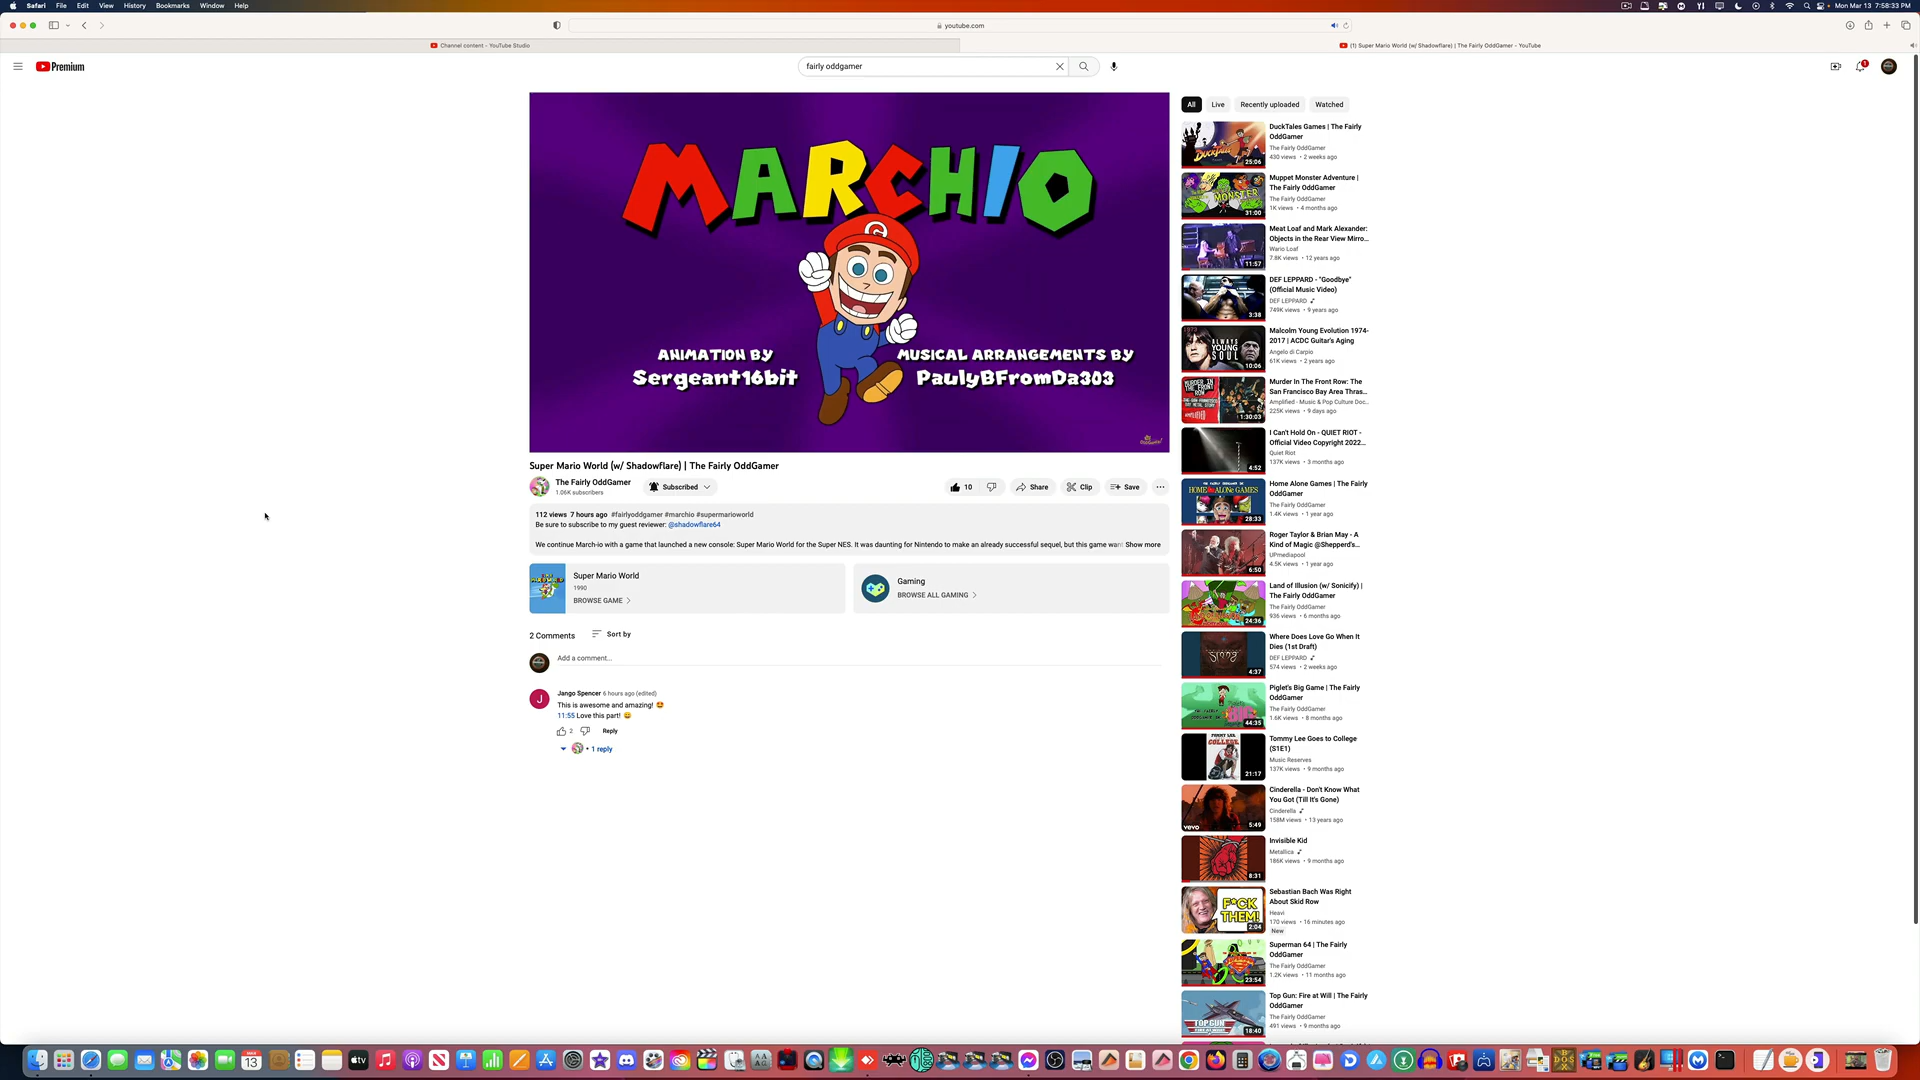 Safari File Edit View History Bookmarks Window Help
Mon Mar 13 7:58:33 PM
youtube.com
Channel content - YouTube Studio
(1) Super Mario World (w/ Shadowflare) | The Fairly OddGamer - YouTube
Premium
fairly oddgamer
1
MARCHIO
ANIMATION BY
Sergeant16bit
MUSICAL ARRANGEMENTS BY
PaulyBFromDa303
Super Mario World (w/ Shadowflare) | The Fairly OddGamer
The Fairly OddGamer
1.06K subscribers
Subscribed
10
Share
Clip
Save
112 views 7 hours ago #fairlyoddgamer #marchio #supermarioworld
Be sure to subscribe to my guest reviewer: @shadowflare64
We continue March-io with a game that launched a new console: Super Mario World for the Super NES. It was daunting for Nintendo to make an already successful sequel, but this game want Show more
Super Mario World
1990
BROWSE GAME
Gaming
BROWSE ALL GAMING
2 Comments
Sort by
Add a comment...
J
Jango Spencer 6 hours ago (edited)
This is awesome and amazing! 🤩
11:55 Love this part! 😄
2
Reply
• 1 reply
All
Live
Recently uploaded
Watched
25:06
DuckTales Games | The Fairly
OddGamer
The Fairly OddGamer
430 views • 2 weeks ago
MONSTER
31:00
Muppet Monster Adventure |
The Fairly OddGamer
The Fairly OddGamer
1K views • 4 months ago
11:57
Meat Loaf and Mark Alexander:
Objects in the Rear View Mirro...
Wario Loaf
7.8K views • 12 years ago
3:38
DEF LEPPARD - "Goodbye"
(Official Music Video)
DEF LEPPARD
749K views • 9 years ago
ALWAYS
YOUNG
SOUL
10:06
Malcolm Young Evolution 1974-
2017 | ACDC Guitar's Aging
Angelo di Carpio
61K views • 2 years ago
1:30:03
Murder In The Front Row: The
San Francisco Bay Area Thras...
Amplified - Music & Pop Culture Doc...
225K views • 9 days ago
4:52
I Can't Hold On - QUIET RIOT -
Official Video Copyright 2022...
Quiet Riot
137K views • 3 months ago
HOME ALONE GAMES
28:33
Home Alone Games | The Fairly
OddGamer
The Fairly OddGamer
1.4K views • 1 year ago
6:50
Roger Taylor & Brian May - A
Kind of Magic @Shepperd's...
UPmediapool
4.5K views • 1 year ago
24:36
Land of Illusion (w/ Sonicify) |
The Fairly OddGamer
The Fairly OddGamer
936 views • 6 months ago
4:37
Where Does Love Go When It
Dies (1st Draft)
DEF LEPPARD
574 views • 2 weeks ago
44:35
Piglet's Big Game | The Fairly
OddGamer
The Fairly OddGamer
1.6K views • 8 months ago
21:17
Tommy Lee Goes to College
(S1E1)
Music Reserves
137K views • 9 months ago
vevo
5:49
Cinderella - Don't Know What
You Got (Till It's Gone)
Cinderella
158M views • 13 years ago
8:31
Invisible Kid
Metallica
186K views • 9 months ago
F*CK
THEM!
2:04
Sebastian Bach Was Right
About Skid Row
Heavi
170 views • 16 minutes ago
New
23:54
Superman 64 | The Fairly
OddGamer
The Fairly OddGamer
1.2K views • 11 months ago
TOP GUN
18:40
Top Gun: Fire at Will | The Fairly
OddGamer
The Fairly OddGamer
491 views • 9 months ago
MAR
13
tv